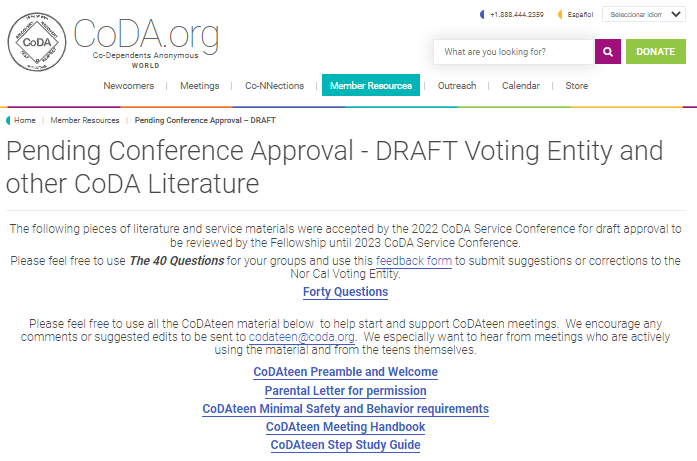 +1.888.444.2359 Español Seleccionar idiom
CoDA
CoDA.org
Co-Dependents Anonymous
WORLD
What are you looking for? DONATE
Newcomers | Meetings | Co-NNections | Member Resources | Outreach | Calendar | Store
Home | Member Resources | Pending Conference Approval – DRAFT
Pending Conference Approval - DRAFT Voting Entity and
other CoDA Literature
The following pieces of literature and service materials were accepted by the 2022 CoDA Service Conference for draft approval to
be reviewed by the Fellowship until 2023 CoDA Service Conference.
Please feel free to use The 40 Questions for your groups and use this feedback form to submit suggestions or corrections to the
Nor Cal Voting Entity.
Forty Questions
Please feel free to use all the CoDAteen material below to help start and support CoDAteen meetings. We encourage any
comments or suggested edits to be sent to codateen@coda.org. We especially want to hear from meetings who are actively
using the material and from the teens themselves.
CoDAteen Preamble and Welcome
Parental Letter for permission
CoDAteen Minimal Safety and Behavior requirements
CoDAteen Meeting Handbook
CoDAteen Step Study Guide